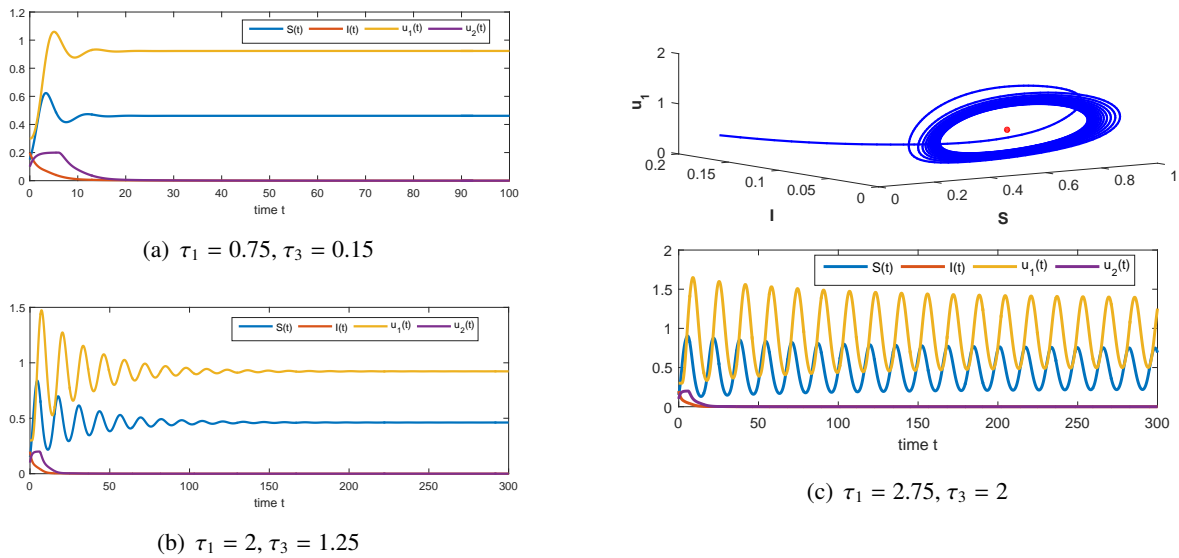 1.2
1
0.8
0.6
0.4
0.2
0
S(t) I(t) u1(t) u2(t)
0 10 20 30 40 50 60 70 80 90 100
time t
(a) τ1 = 0.75, τ3 = 0.15
1.5
1
0.5
0
S(t) I(t) u1(t) u2(t)
0 50 100 150 200 250 300
time t
(b) τ1 = 2, τ3 = 1.25
2
1
0
u1
0.2 0.15 0.1 0.05 0
I
0 0.2 0.4 0.6 0.8 1
S
2
1.5
1
0.5
0
S(t) I(t) u1(t) u2(t)
0 50 100 150 200 250 300
time t
(c) τ1 = 2.75, τ3 = 2